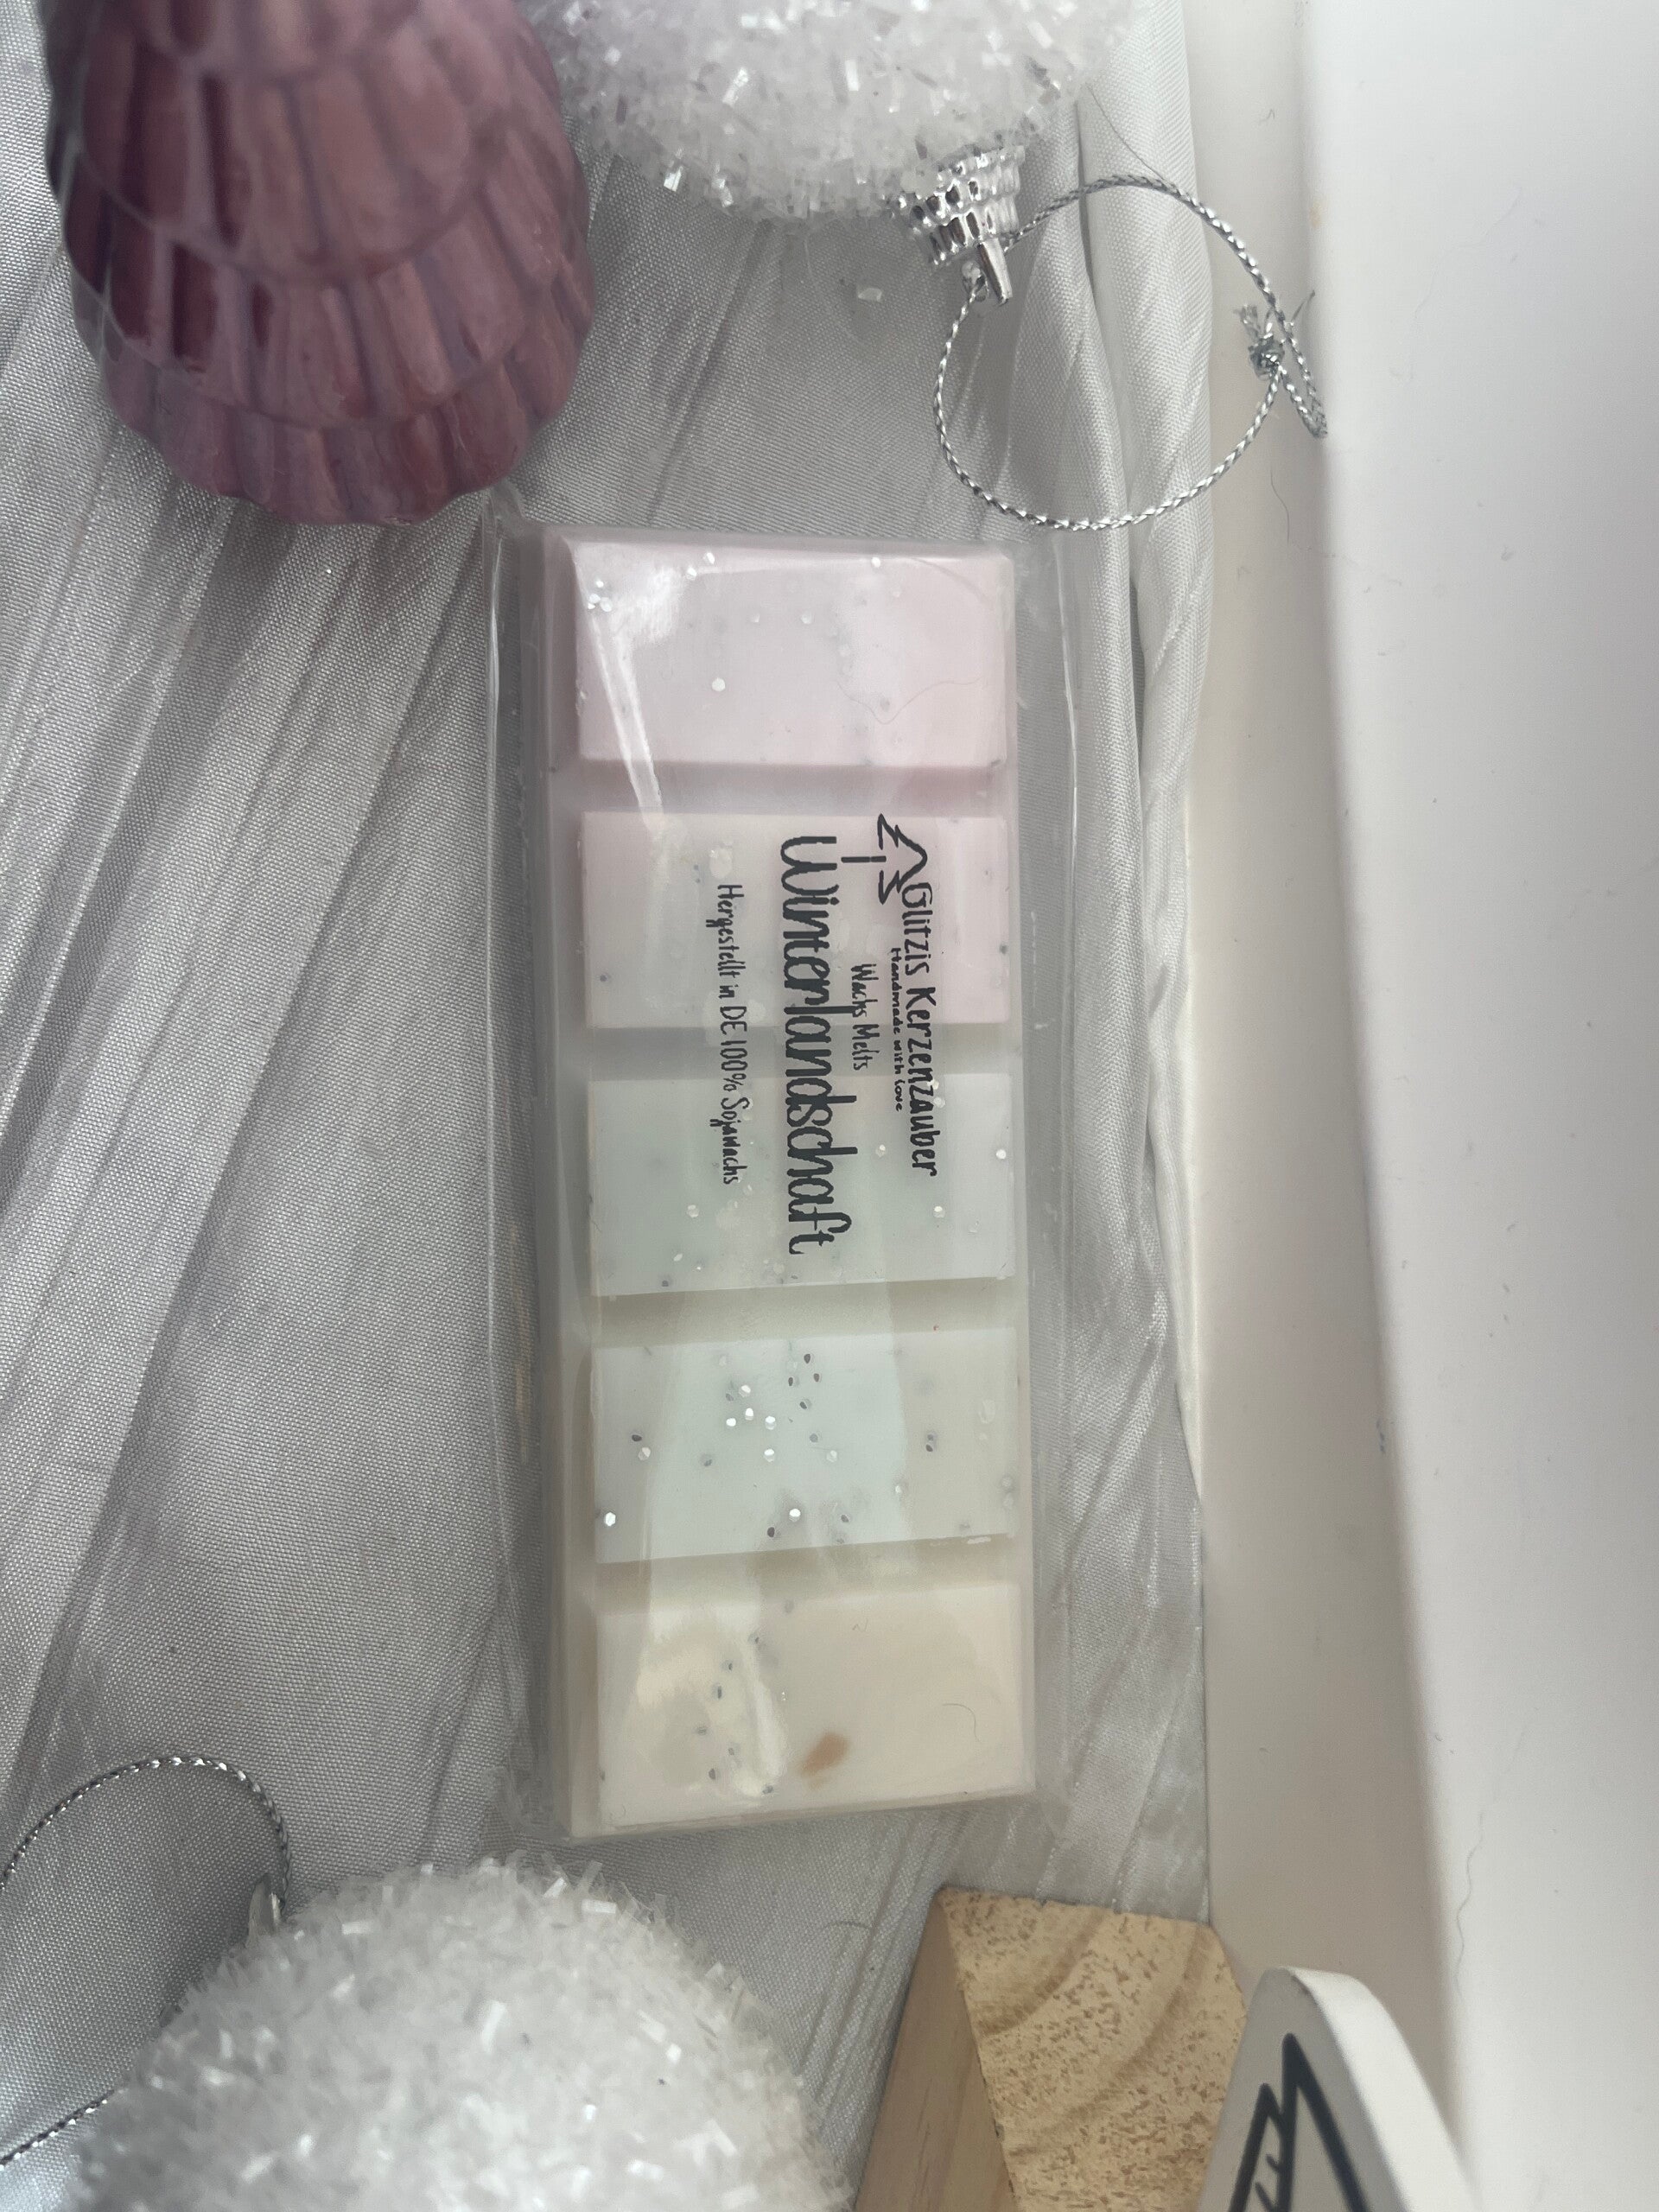 Glitzis Kerzenzauber
Handmade with Love
Wachs Melts
Winterlandschaft
Hergestellt in DE 100% Sojawachs